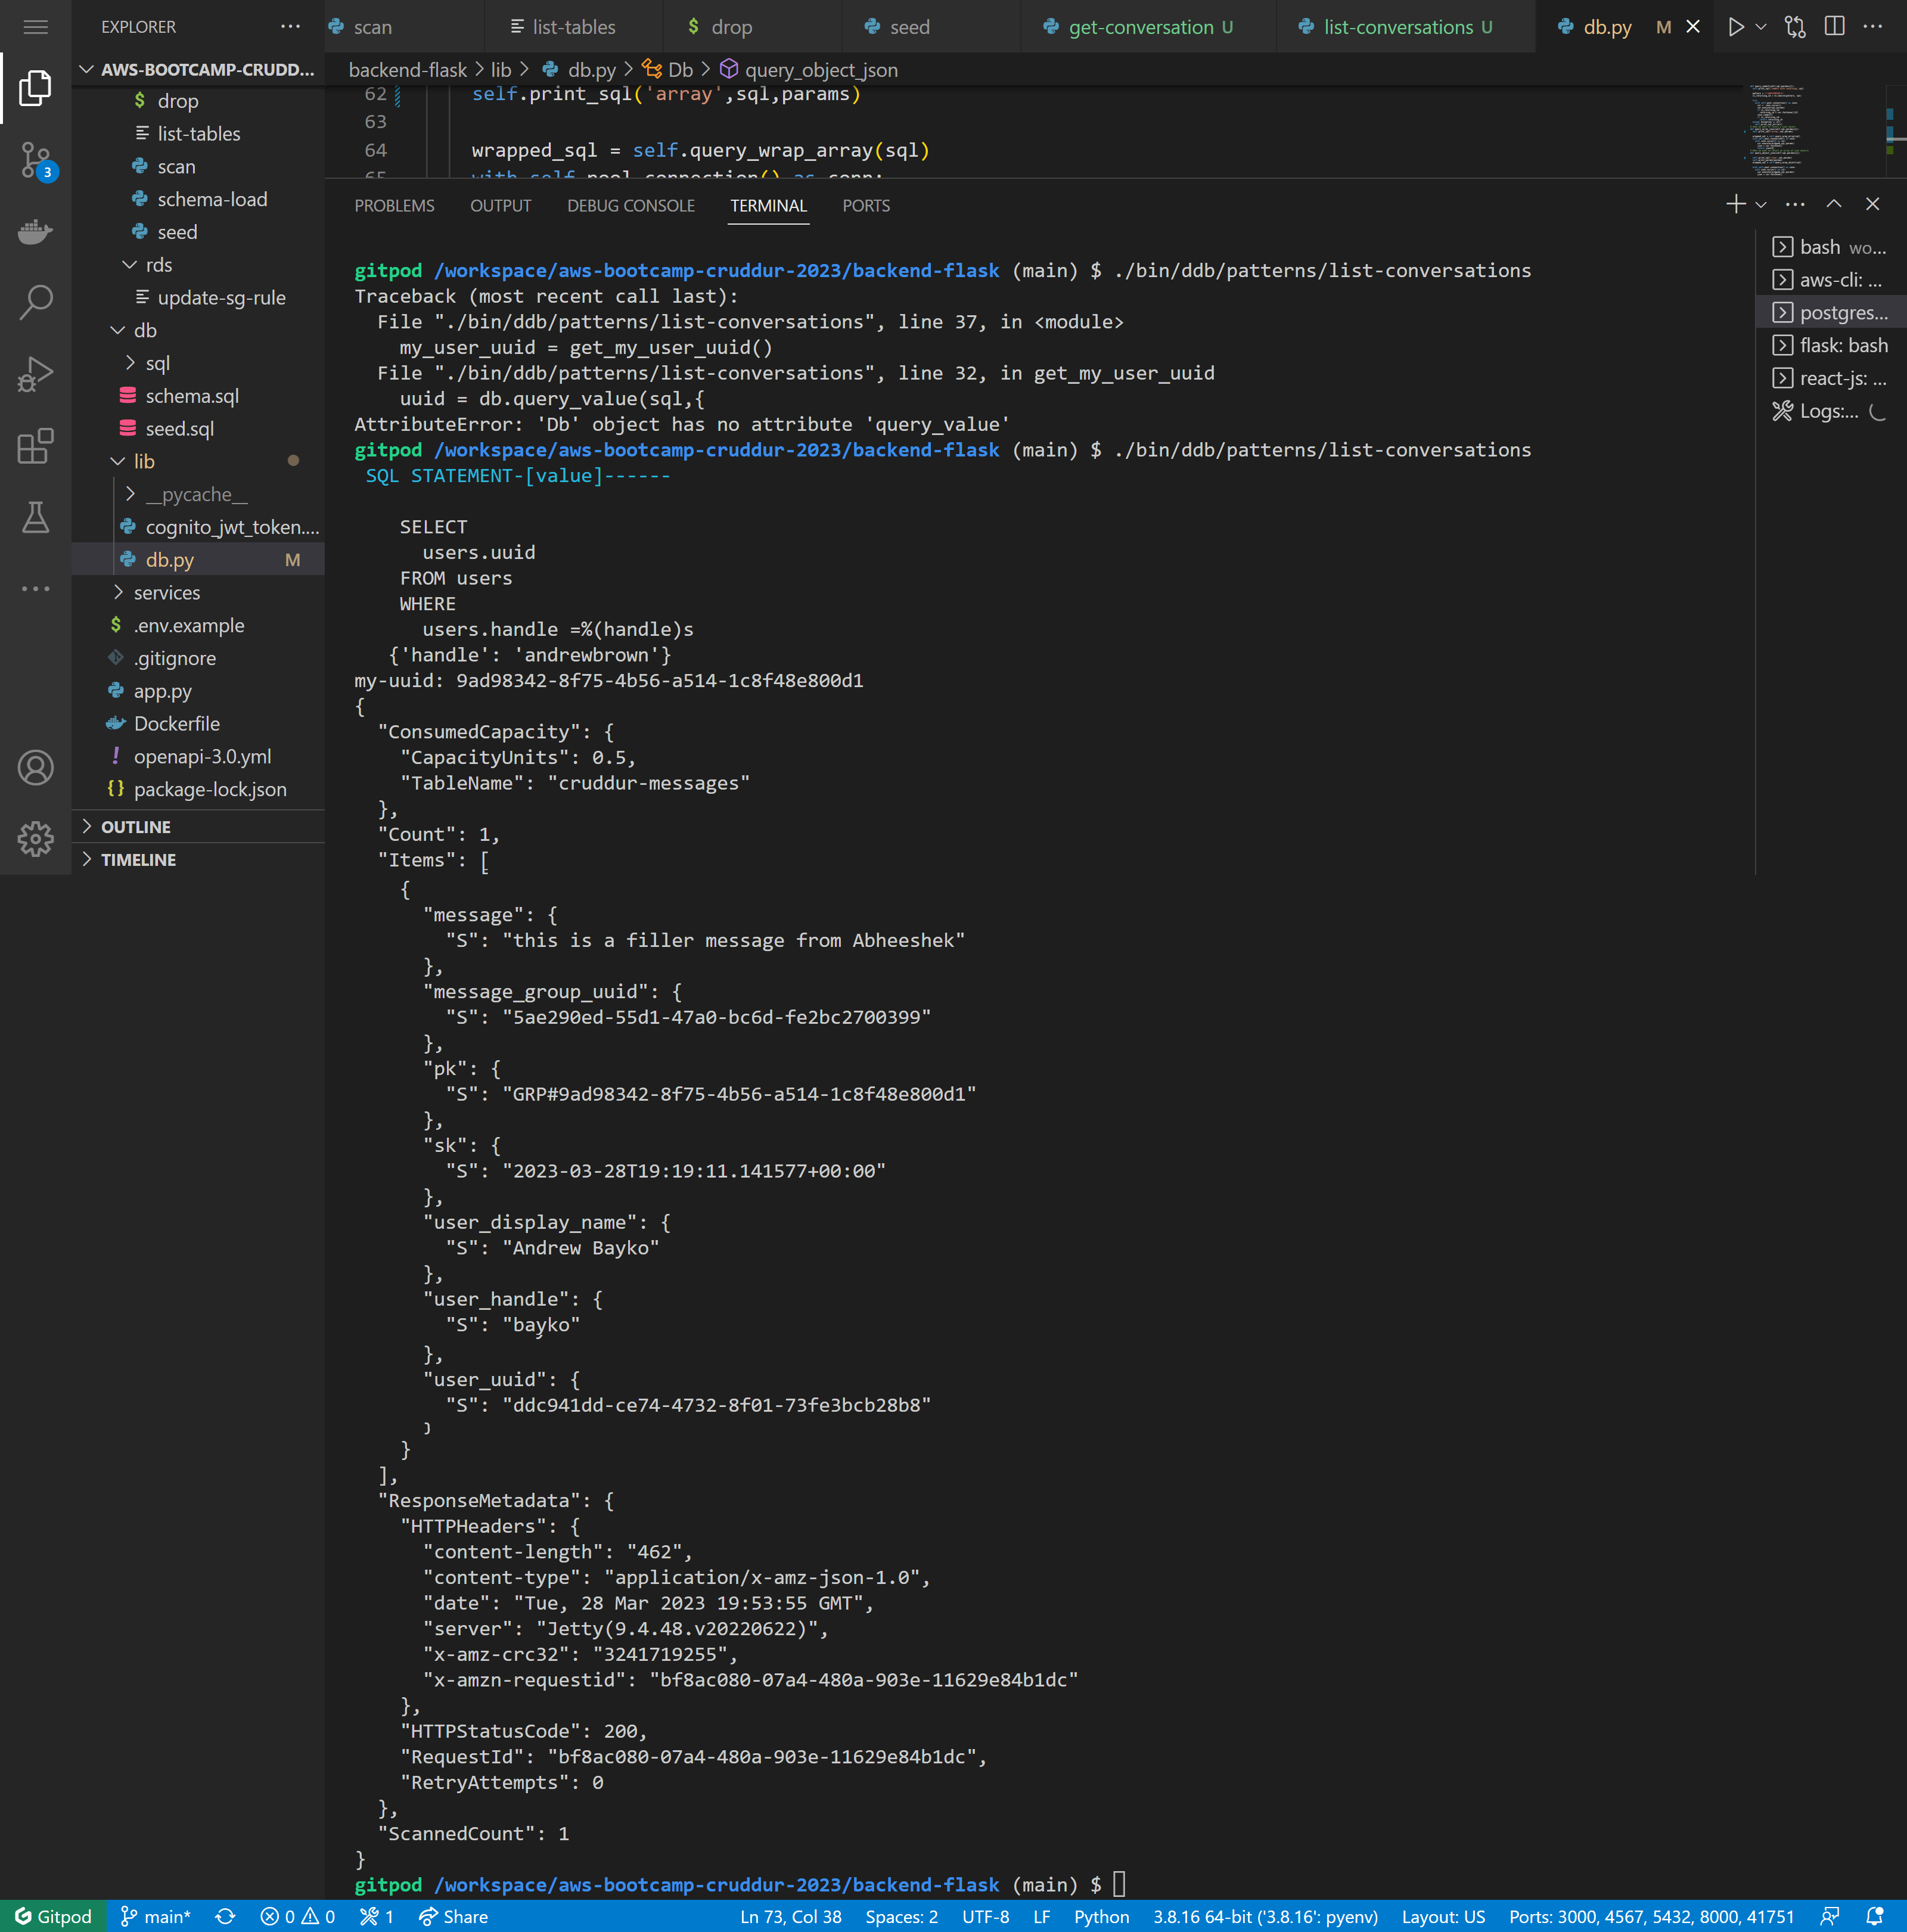 EXPLORER
scan
list-tables
$ drop
seed
get-conversation U
list-conversations U
db.py M
AWS-BOOTCAMP-CRUDD...
backend-flask > lib > db.py > Db > query_object_json
$ drop
list-tables
scan
schema-load
seed
rds
update-sg-rule
db
sql
schema.sql
seed.sql
lib
__pycache__
cognito_jwt_token....
db.py M
services
$ .env.example
.gitignore
app.py
Dockerfile
! openapi-3.0.yml
{} package-lock.json
OUTLINE
TIMELINE
3
62 self.print_sql('array',sql,params)
63
64 wrapped_sql = self.query_wrap_array(sql)
65 with self.pool.connection() as conn:
PROBLEMS OUTPUT DEBUG CONSOLE TERMINAL PORTS
bash wo...
aws-cli: ...
postgres...
flask: bash
react-js: ...
Logs:...
gitpod /workspace/aws-bootcamp-cruddur-2023/backend-flask (main) $ ./bin/ddb/patterns/list-conversations
Traceback (most recent call last):
File "./bin/ddb/patterns/list-conversations", line 37, in <module>
my_user_uuid = get_my_user_uuid()
File "./bin/ddb/patterns/list-conversations", line 32, in get_my_user_uuid
uuid = db.query_value(sql,{
AttributeError: 'Db' object has no attribute 'query_value'
gitpod /workspace/aws-bootcamp-cruddur-2023/backend-flask (main) $ ./bin/ddb/patterns/list-conversations
SQL STATEMENT-[value]------
SELECT
users.uuid
FROM users
WHERE
users.handle =%(handle)s
{'handle': 'andrewbrown'}
my-uuid: 9ad98342-8f75-4b56-a514-1c8f48e800d1
{
"ConsumedCapacity": {
"CapacityUnits": 0.5,
"TableName": "cruddur-messages"
},
"Count": 1,
"Items": [
{
"message": {
"S": "this is a filler message from Abheeshek"
},
"message_group_uuid": {
"S": "5ae290ed-55d1-47a0-bc6d-fe2bc2700399"
},
"pk": {
"S": "GRP#9ad98342-8f75-4b56-a514-1c8f48e800d1"
},
"sk": {
"S": "2023-03-28T19:19:11.141577+00:00"
},
"user_display_name": {
"S": "Andrew Bayko"
},
"user_handle": {
"S": "bayko"
},
"user_uuid": {
"S": "ddc941dd-ce74-4732-8f01-73fe3bcb28b8"
}
}
],
"ResponseMetadata": {
"HTTPHeaders": {
"content-length": "462",
"content-type": "application/x-amz-json-1.0",
"date": "Tue, 28 Mar 2023 19:53:55 GMT",
"server": "Jetty(9.4.48.v20220622)",
"x-amz-crc32": "3241719255",
"x-amzn-requestid": "bf8ac080-07a4-480a-903e-11629e84b1dc"
},
"HTTPStatusCode": 200,
"RequestId": "bf8ac080-07a4-480a-903e-11629e84b1dc",
"RetryAttempts": 0
},
"ScannedCount": 1
}
gitpod /workspace/aws-bootcamp-cruddur-2023/backend-flask (main) $
Gitpod main* 0 0 1 Share Ln 73, Col 38 Spaces: 2 UTF-8 LF Python 3.8.16 64-bit ('3.8.16': pyenv) Layout: US Ports: 3000, 4567, 5432, 8000, 41751